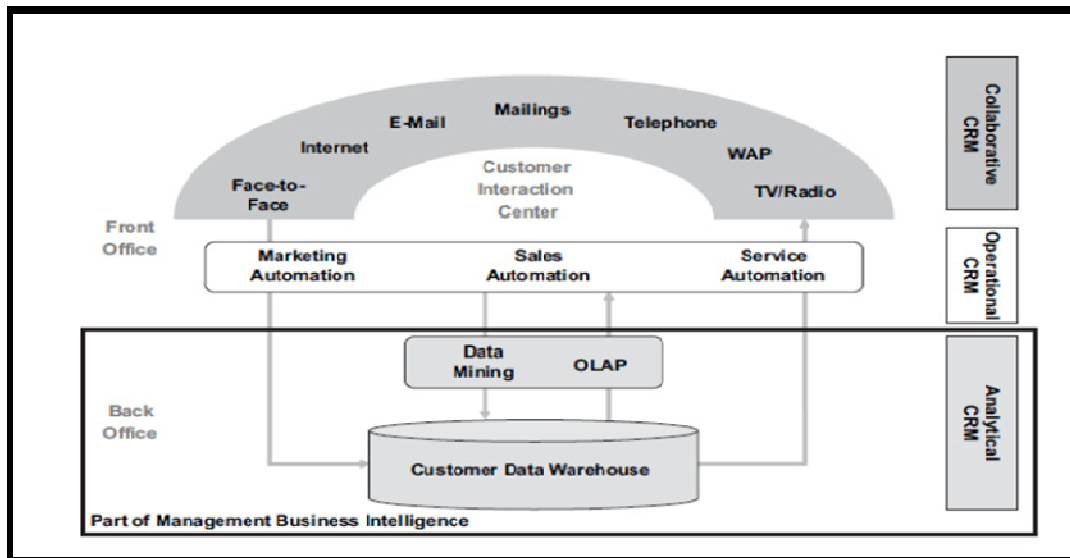 Mailings
E-Mail
Telephone
Internet
WAP
Customer
Interaction
Center
Face-to-
Face
TV/Radio
Collaborative
CRM
Front
Office
Marketing
Automation
Sales
Automation
Service
Automation
Operational
CRM
Data
Mining
OLAP
Back
Office
Customer Data Warehouse
Analytical
CRM
Part of Management Business Intelligence